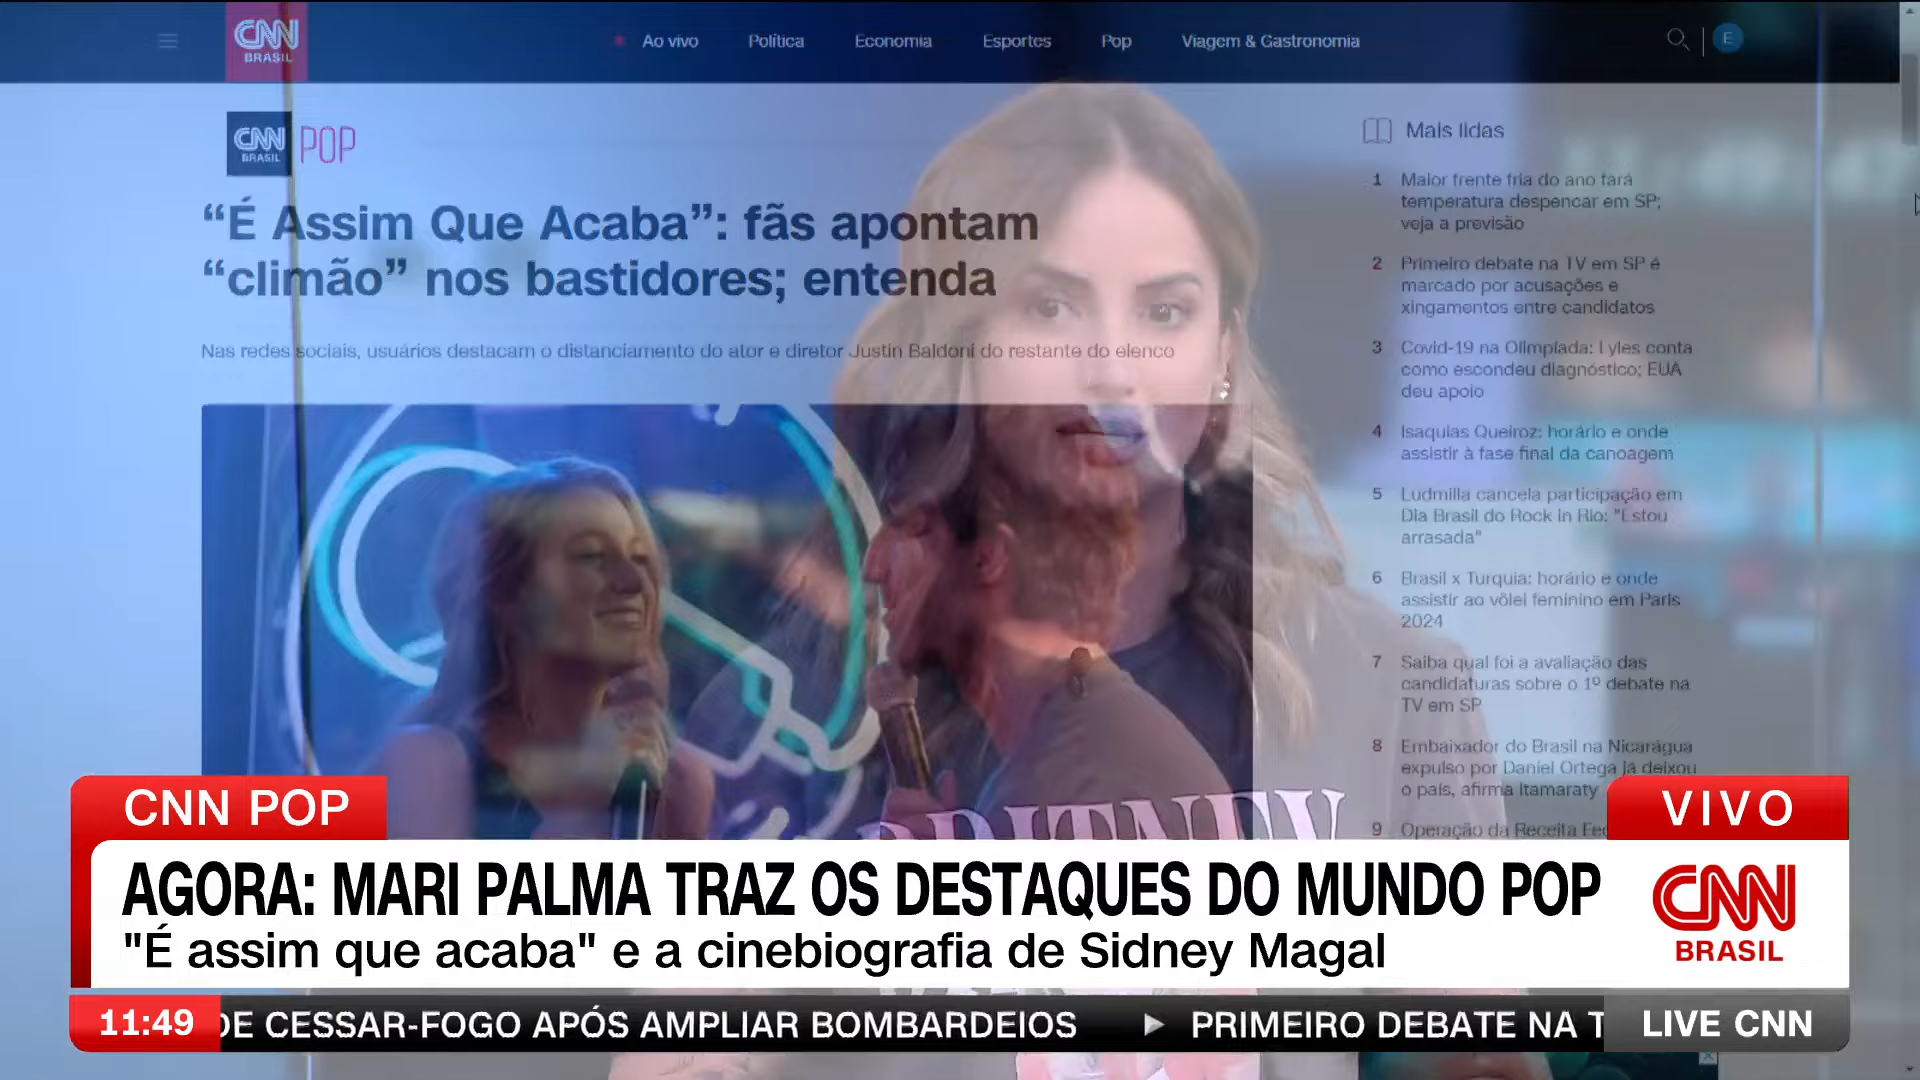 CNN
BRASIL
Ao vivo
Política
Economia
Esportes
Pop
Viagem & Gastronomia
E
CNN
BRASIL
POP
“É Assim Que Acaba”: fãs apontam
“climão” nos bastidores; entenda
Nas redes sociais, usuários destacam o distanciamento do ator e diretor Justin Baldoni do restante do elenco
Mais lidas
1 Maior frente fria do ano fará
temperatura despencar em SP;
veja a previsão
2 Primeiro debate na TV em SP é
marcado por acusações e
xingamentos entre candidatos
3 Covid-19 na Olimpíada: Lyles conta
como escondeu diagnóstico; EUA
deu apoio
4 Isaquias Queiroz: horário e onde
assistir à fase final da canoagem
5 Ludmilla cancela participação em
Dia Brasil do Rock in Rio: "Estou
arrasada"
6 Brasil x Turquia: horário e onde
assistir ao vôlei feminino em Paris
2024
7 Saiba qual foi a avaliação das
candidaturas sobre o 1º debate na
TV em SP
8 Embaixador do Brasil na Nicarágua
expulso por Daniel Ortega já deixou
o país, afirma Itamaraty
9 Operação da Receita
BRITNEY
CNN POP
VIVO
AGORA: MARI PALMA TRAZ OS DESTAQUES DO MUNDO POP
"É assim que acaba" e a cinebiografia de Sidney Magal
CNN
BRASIL
11:49
DE CESSAR-FOGO APÓS AMPLIAR BOMBARDEIOS
PRIMEIRO DEBATE NA T
LIVE CNN